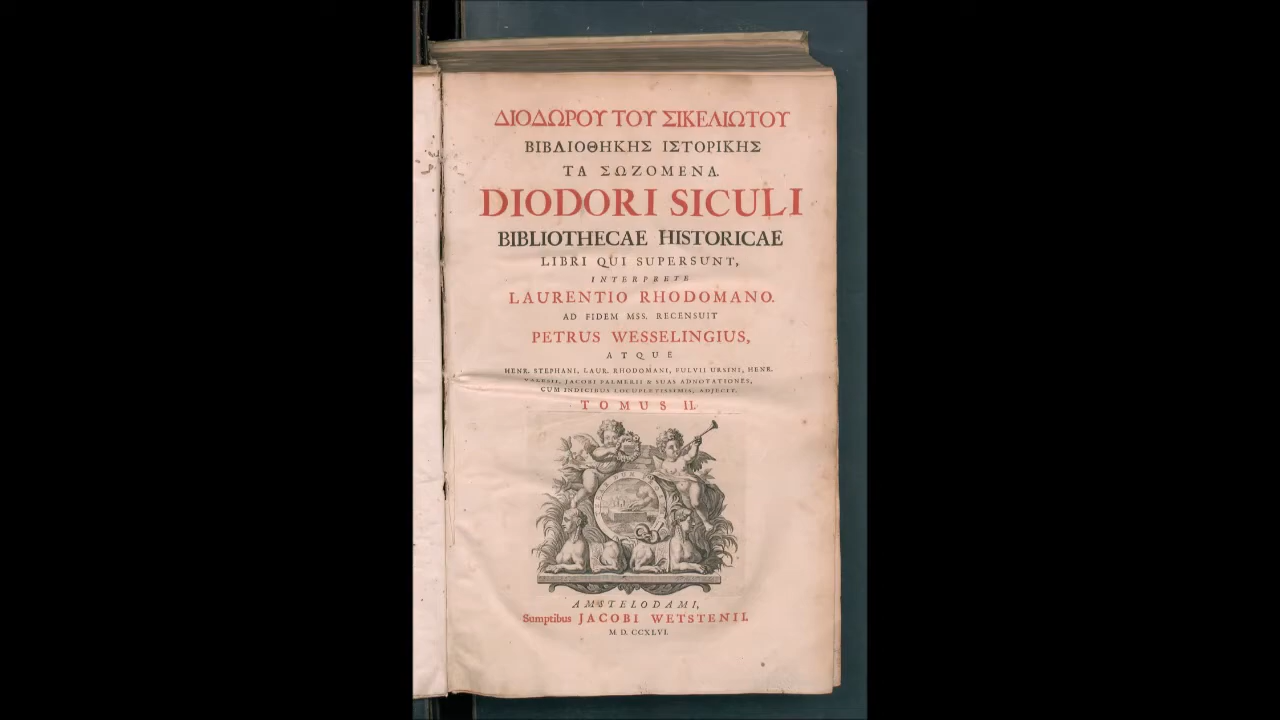 ΔΙΟΔΩΡΟΥ ΤΟΥ ΣΙΚΕΛΙΩΤΟΥ
ΒΙΒΛΙΟΘΗΚΗΣ ΙΣΤΟΡΙΚΗΣ
ΤΑ ΣΩΖΟΜΕΝΑ.
DIODORI SICULI
BIBLIOTHECAE HISTORICAE
LIBRI QUI SUPERSUNT,
INTERPRETE
LAURENTIO RHODOMANO.
AD FIDEM MSS. RECENSUIT
PETRUS WESSELINGIUS,
ATQUE
HENR. STEPHANI, LAUR. RHODOMANI, FULVII URSINI, HENR.
VALESII, JACOBI PALMERII & SUAS ADNOTATIONES,
CUM INDICIBUS LOCUPLETISSIMIS, ADJECIT.
TOMUS II.
AMSTELODAMI,
Sumptibus JACOBI WETSTENII.
M D. CCXLVI.